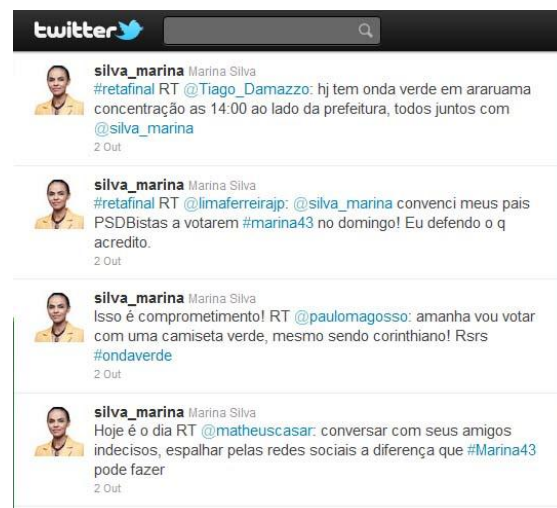 twitter
silva_marina Marina Silva
#retafinal RT @Tiago_Damazzo: hj tem onda verde em araruama
concentração as 14:00 ao lado da prefeitura, todos juntos com
@silva_marina
2 Out
silva_marina Marina Silva
#retafinal RT @limaferreirajp: @silva_marina convenci meus pais
PSDBistas a votarem #marina43 no domingo! Eu defendo o q
acredito.
2 Out
silva_marina Marina Silva
Isso é comprometimento! RT @paulomagosso: amanha vou votar
com uma camiseta verde, mesmo sendo corinthiano! Rsrs
#ondaverde
2 Out
silva_marina Marina Silva
Hoje é o dia RT @matheuscasar: conversar com seus amigos
indecisos, espalhar pelas redes sociais a diferença que #Marina43
pode fazer
2 Out